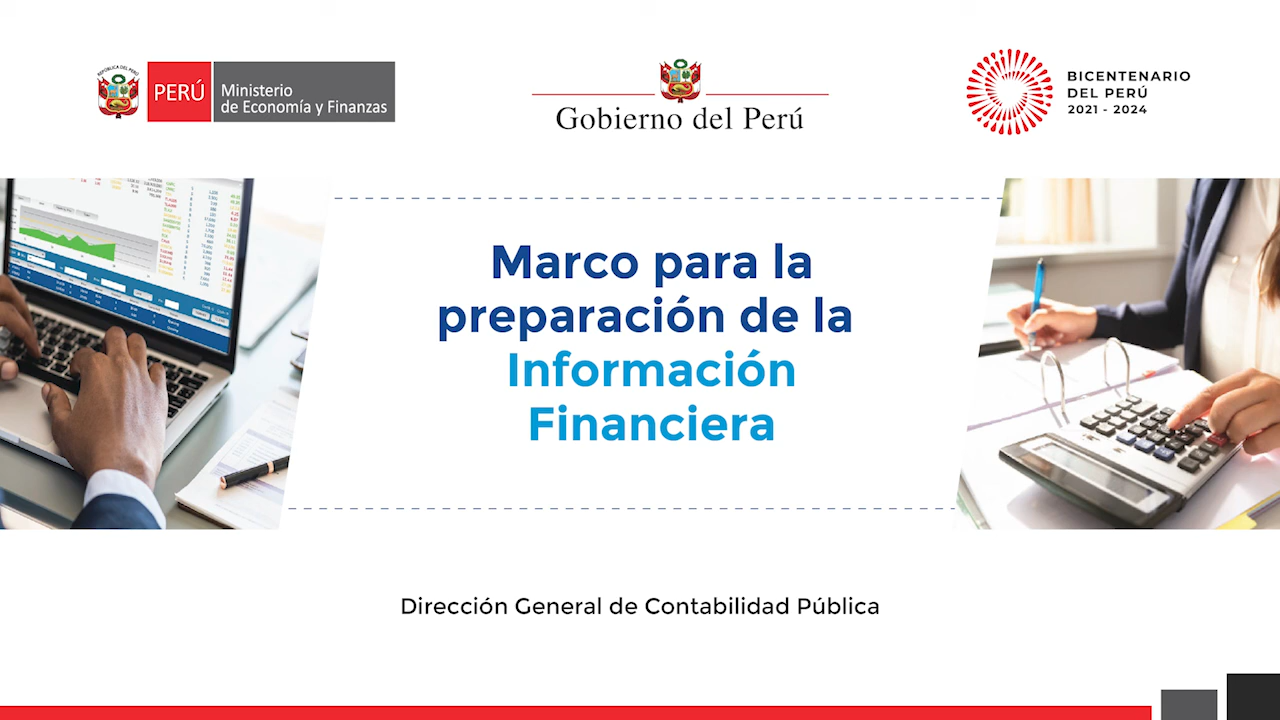 REPÚBLICA DEL PERÚ
PERÚ
Ministerio
de Economía y Finanzas
Gobierno del Perú
BICENTENARIO
DEL PERÚ
2021 - 2024
Marco para la
preparación de la
Información
Financiera
Dirección General de Contabilidad Pública